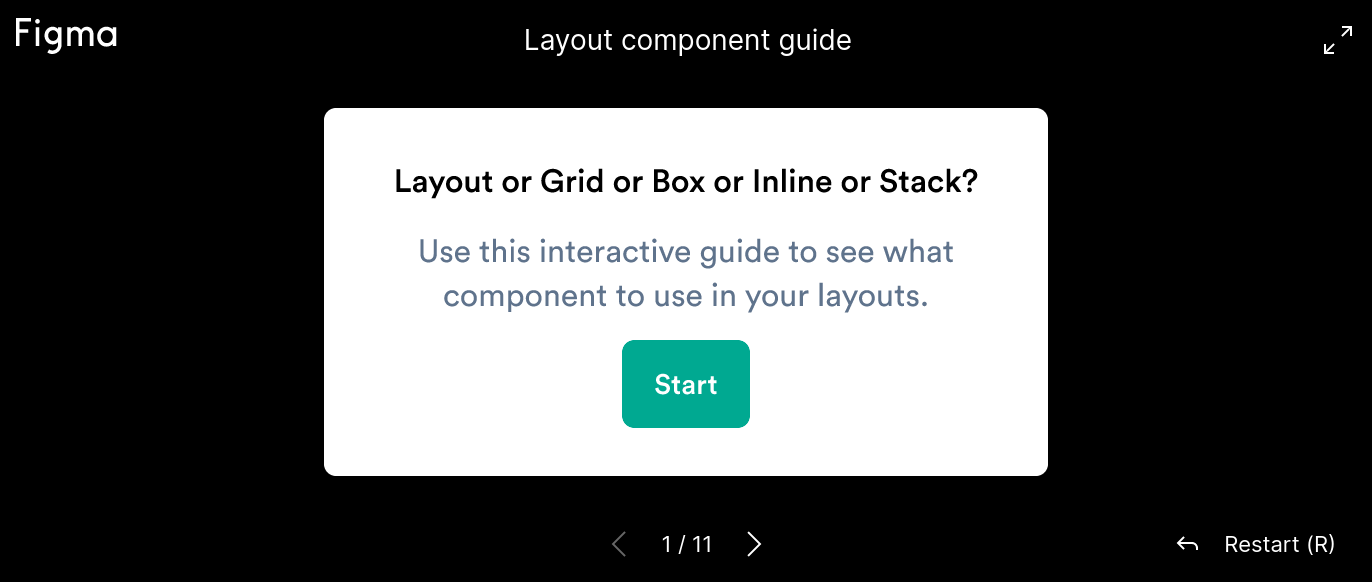 Figma
Layout component guide
Layout or Grid or Box or Inline or Stack?
Use this interactive guide to see what
component to use in your layouts.
Start
1 / 11
Restart (R)